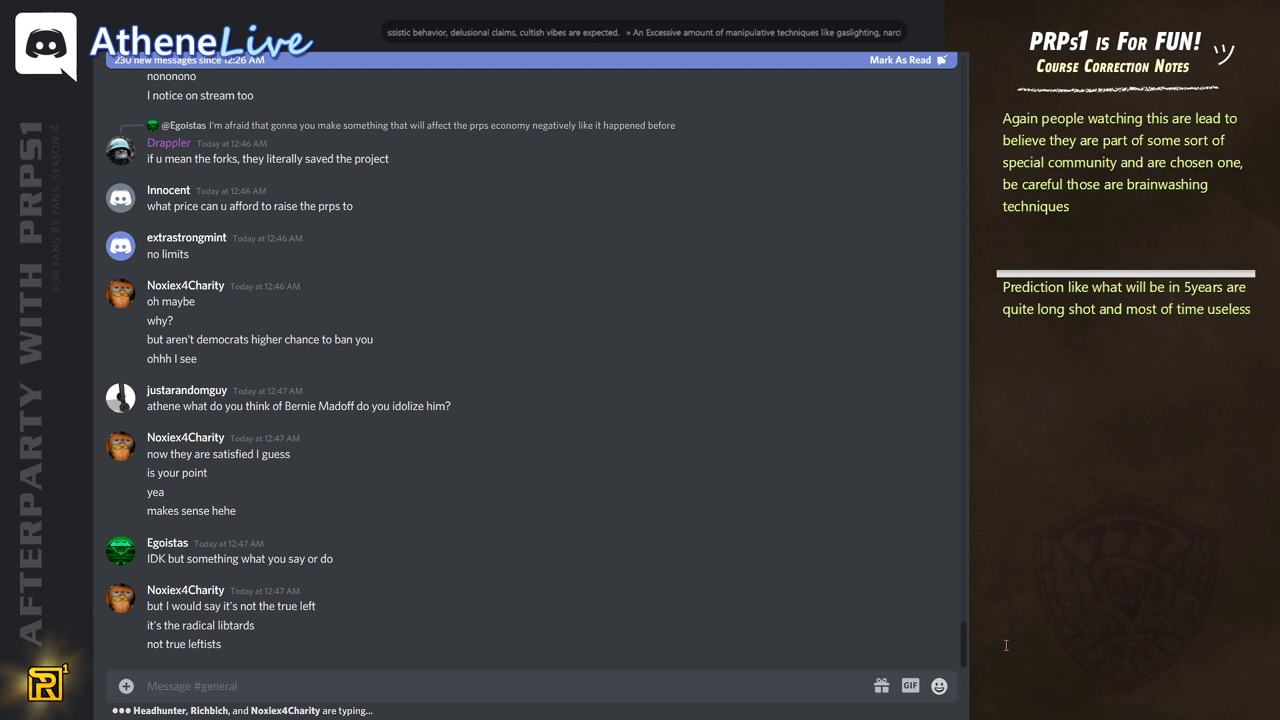 AtheneLive
issistic behavior, delusional claims, cultish vibes are expected. » An Excessive amount of manipulative techniques like gaslighting, narci
230 new messages since 12:26 AM
Mark As Read
nononono
I notice on stream too
@Egoistas I'm afraid that gonna you make something that will affect the prps economy negatively like it happened before
Drappler Today at 12:46 AM
if u mean the forks, they literally saved the project
Innocent Today at 12:46 AM
what price can u afford to raise the prps to
extrastrongmint Today at 12:46 AM
no limits
Noxiex4Charity Today at 12:46 AM
oh maybe
why?
but aren't democrats higher chance to ban you
ohhh I see
justarandomguy Today at 12:47 AM
athene what do you think of Bernie Madoff do you idolize him?
Noxiex4Charity Today at 12:47 AM
now they are satisfied I guess
is your point
yea
makes sense hehe
Egoistas Today at 12:47 AM
IDK but something what you say or do
Noxiex4Charity Today at 12:47 AM
but I would say it's not the true left
it's the radical libtards
not true leftists
Message #general
GIF
Headhunter, Richbich, and Noxiex4Charity are typing...
AFTERPARTY WITH PRPS1
FOR FANS BY FANS, SEASON 4
R1
PRPs1 is For FUN!
Course Correction Notes
ツ
Again people watching this are lead to
believe they are part of some sort of
special community and are chosen one,
be careful those are brainwashing
techniques
Prediction like what will be in 5years are
quite long shot and most of time useless